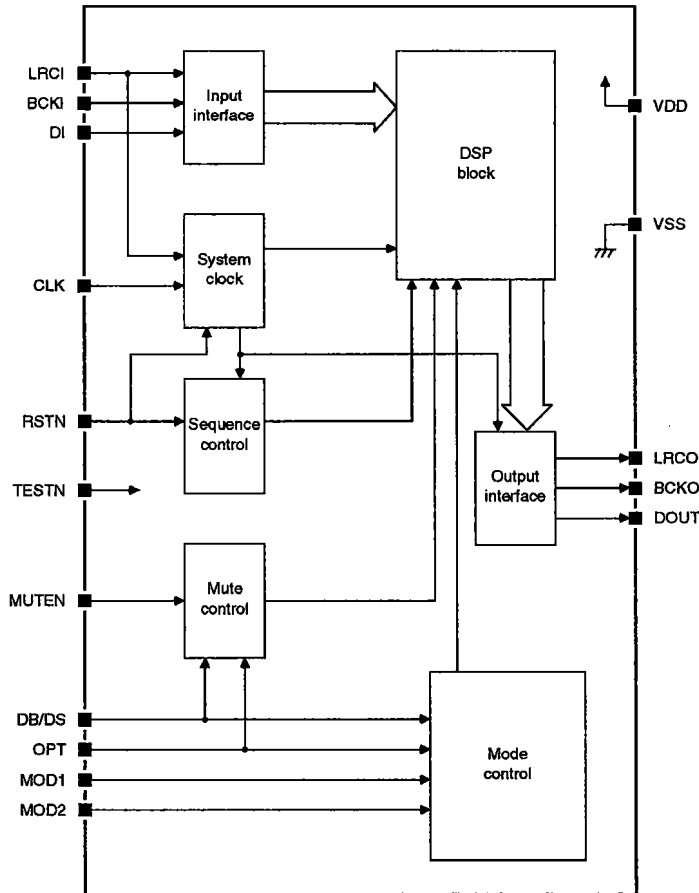 LRCI
BCKI
DI
Input
interface
DSP
block
VDD
VSS
System
clock
CLK
RSTN
Sequence
control
TESTN
LRCO
Output
interface
BCKO
DOUT
MUTEN
Mute
control
DB/DS
OPT
MOD1
MOD2
Mode
control